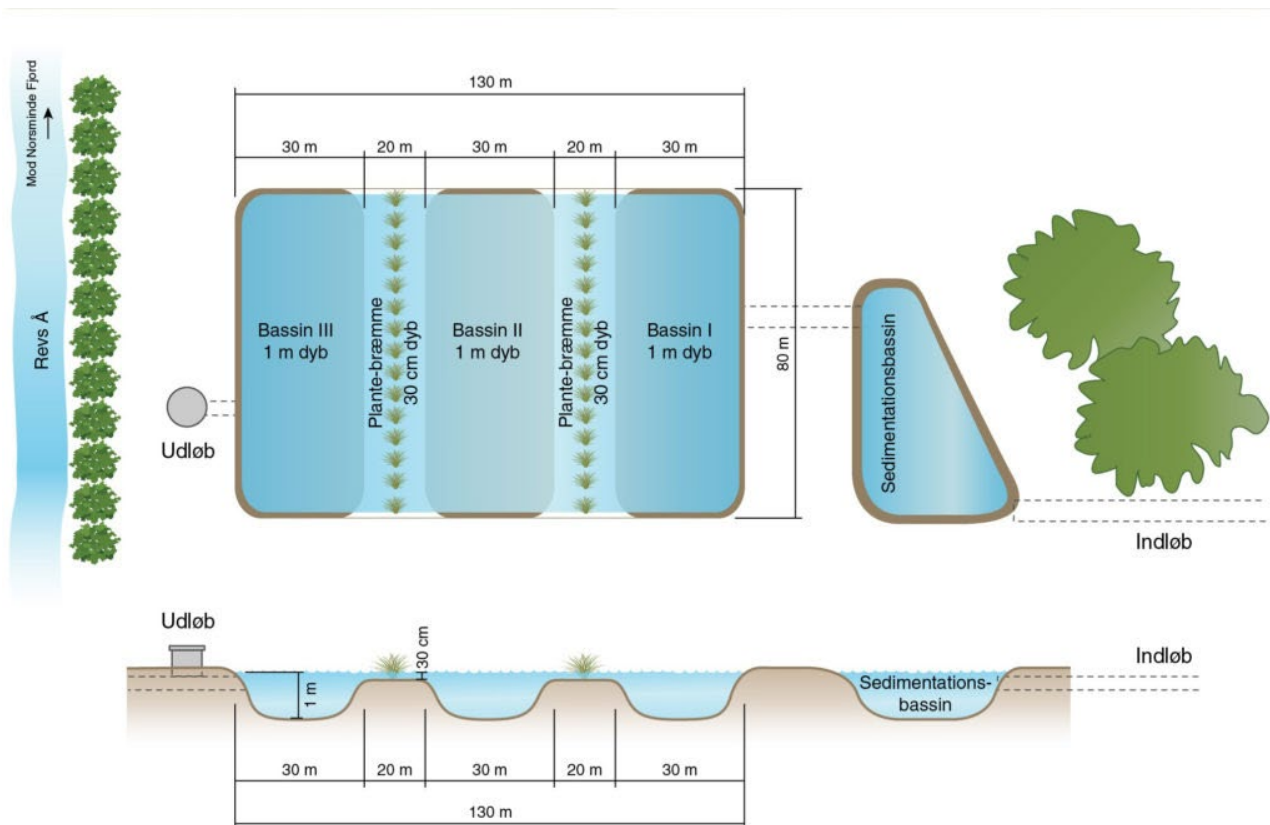 Mod Norsminde Fjord
Revs Å
130 m
30 m
20 m
30 m
20 m
30 m
Bassin III
1 m dyb
Plante-bræmme
30 cm dyb
Bassin II
1 m dyb
Plante-bræmme
30 cm dyb
Bassin I
1 m dyb
80 m
Sedimentationsbassin
Udløb
Indløb
Udløb
30 cm
1 m
Sedimentations-
bassin
Indløb
30 m
20 m
30 m
20 m
30 m
130 m